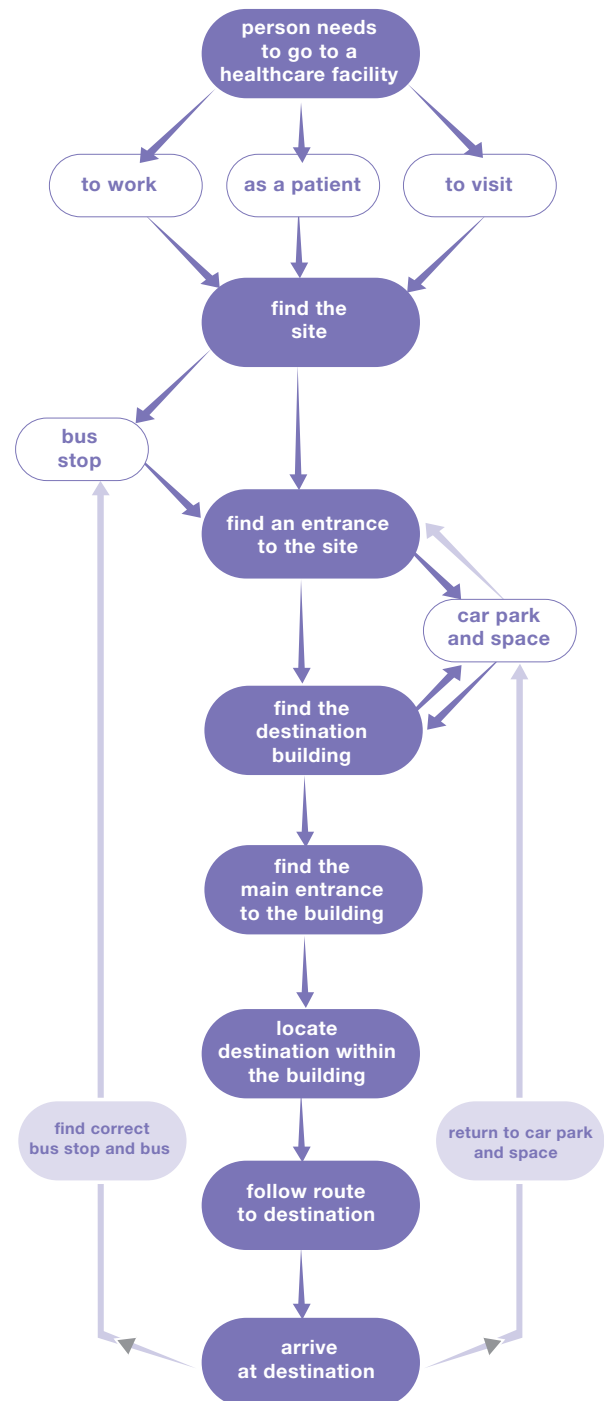 person needs
to go to a
healthcare facility
to work
as a patient
to visit
find the
site
bus
stop
find an entrance
to the site
car park
and space
find the
destination
building
find the
main entrance
to the building
locate
destination within
the building
find correct
bus stop and bus
return to car park
and space
follow route
to destination
arrive
at destination